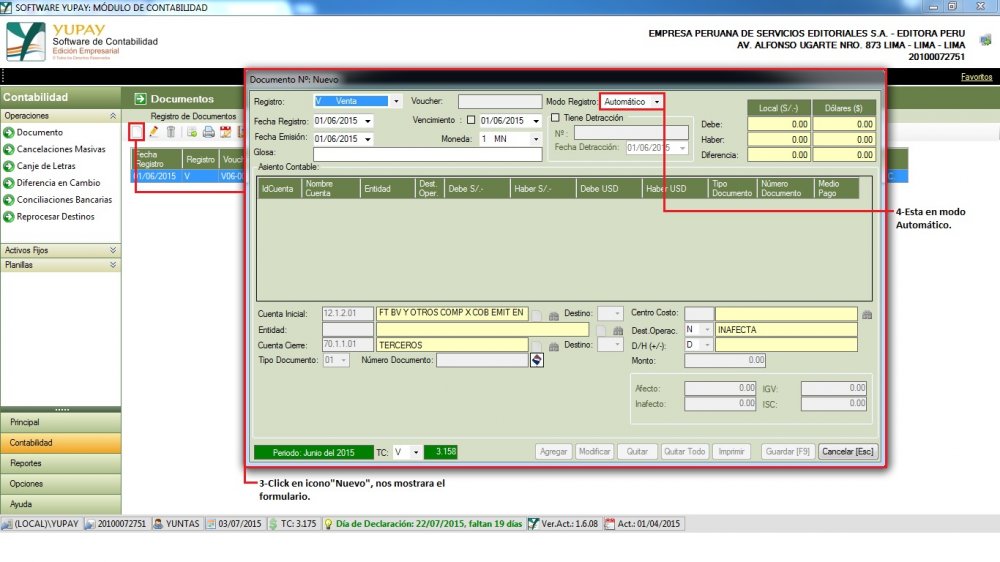 SOFTWARE YUPAY: MÓDULO DE CONTABILIDAD
YUPAY
Software de Contabilidad
Edición Empresarial
EMPRESA PERUANA DE SERVICIOS EDITORIALES S.A. - EDITORA PERU
AV. ALFONSO UGARTE NRO. 873 LIMA - LIMA - LIMA
20100072751
Favoritos
Contabilidad
Operaciones
Documento
Cancelaciones Masivas
Canje de Letras
Diferencia en Cambio
Conciliaciones Bancarias
Reprocesar Destinos
Activos Fijos
Planillas
Principal
Contabilidad
Reportes
Opciones
Ayuda
Documentos
Registro de Documentos
Fecha Registro Registro Vouch
01/06/2015 V V06-0
C
Documento Nº: Nuevo
Registro: V Venta Voucher: Modo Registro: Automático
Fecha Registro: 01/06/2015 Vencimiento : 01/06/2015
Fecha Emisión: 01/06/2015 Moneda: 1 MN
Glosa:
Tiene Detracción
Nº :
Fecha Detracción: 01/06/2015
Local (S/.-) Dólares ($)
Debe: 0.00 0.00
Haber: 0.00 0.00
Diferencia: 0.00 0.00
Asiento Contable:
IdCuenta Nombre Cuenta Entidad Dest. Oper. Debe S/.- Haber S/.- Debe USD Haber USD Tipo Documento Número Documento Medio Pago
Cuenta Inicial: 12.1.2.01 FT BV Y OTROS COMP X COB EMIT EN Destino: Centro Costo:
Entidad: Dest.Operac. N INAFECTA
Cuenta Cierre: 70.1.1.01 TERCEROS Destino: D/H (+/-): D
Tipo Documento: 01 Número Documento: Monto: 0.00
Afecto: 0.00 IGV: 0.00
Inafecto: 0.00 ISC: 0.00
Periodo: Junio del 2015 TC: V 3.158
Agregar Modificar Quitar Quitar Todo Imprimir Guardar [F9] Cancelar [Esc]
4-Esta en modo
Automático.
3-Click en icono"Nuevo", nos mostrara el
formulario.
(LOCAL)\YUPAY 20100072751 YUNTAS 03/07/2015 TC: 3.175 Día de Declaración: 22/07/2015, faltan 19 días Ver.Act.: 1.6.08 Act.: 01/04/2015